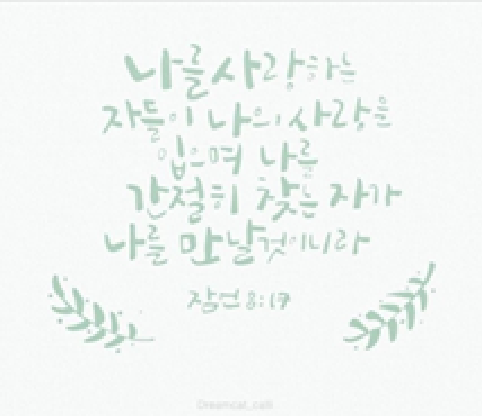 나를 사랑하는
자들이 나의 사랑을
입으며 나를
간절히 찾는 자가
나를 만날것이니라
잠언 8:17
Dreamcat_calli